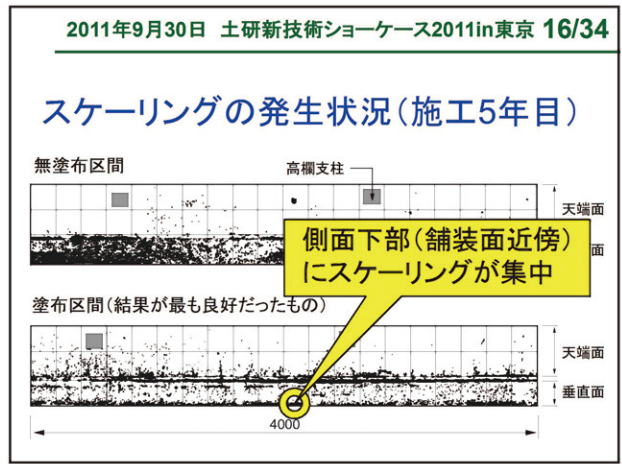 2011年9月30日 土研新技術ショーケース2011in東京 16/34
スケーリングの発生状況(施工5年目)
無塗布区間
高欄支柱
天端面
面
側面下部(舗装面近傍)
にスケーリングが集中
塗布区間(結果が最も良好だったもの)
天端面
垂直面
4000